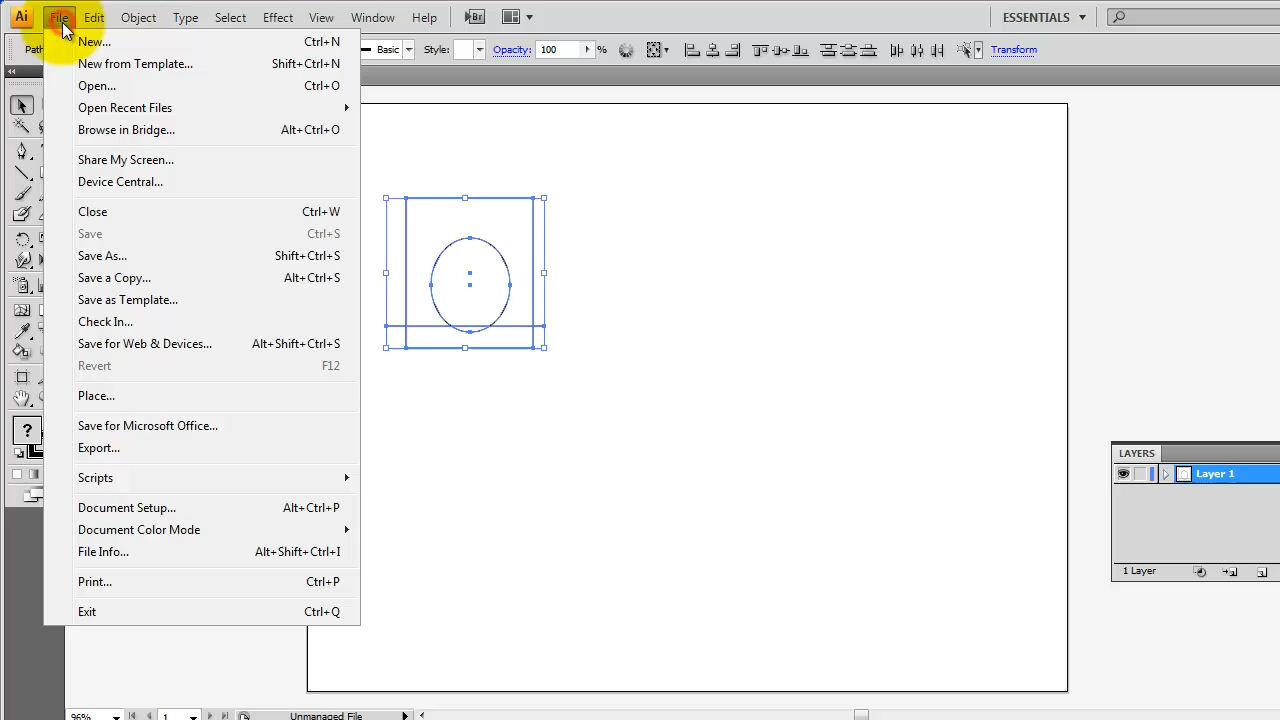 Ai File Edit Object Type Select Effect View Window Help Br ESSENTIALS
Path Basic Style: Opacity: 100 % Transform
New... Ctrl+N
New from Template... Shift+Ctrl+N
Open... Ctrl+O
Open Recent Files
Browse in Bridge... Alt+Ctrl+O
Share My Screen...
Device Central...
Close Ctrl+W
Save Ctrl+S
Save As... Shift+Ctrl+S
Save a Copy... Alt+Ctrl+S
Save as Template...
Check In...
Save for Web & Devices... Alt+Shift+Ctrl+S
Revert F12
Place...
Save for Microsoft Office...
Export...
Scripts
Document Setup... Alt+Ctrl+P
Document Color Mode
File Info... Alt+Shift+Ctrl+I
Print... Ctrl+P
Exit Ctrl+Q
?
LAYERS
Layer 1
1 Layer
96% 1 Unmanaged File